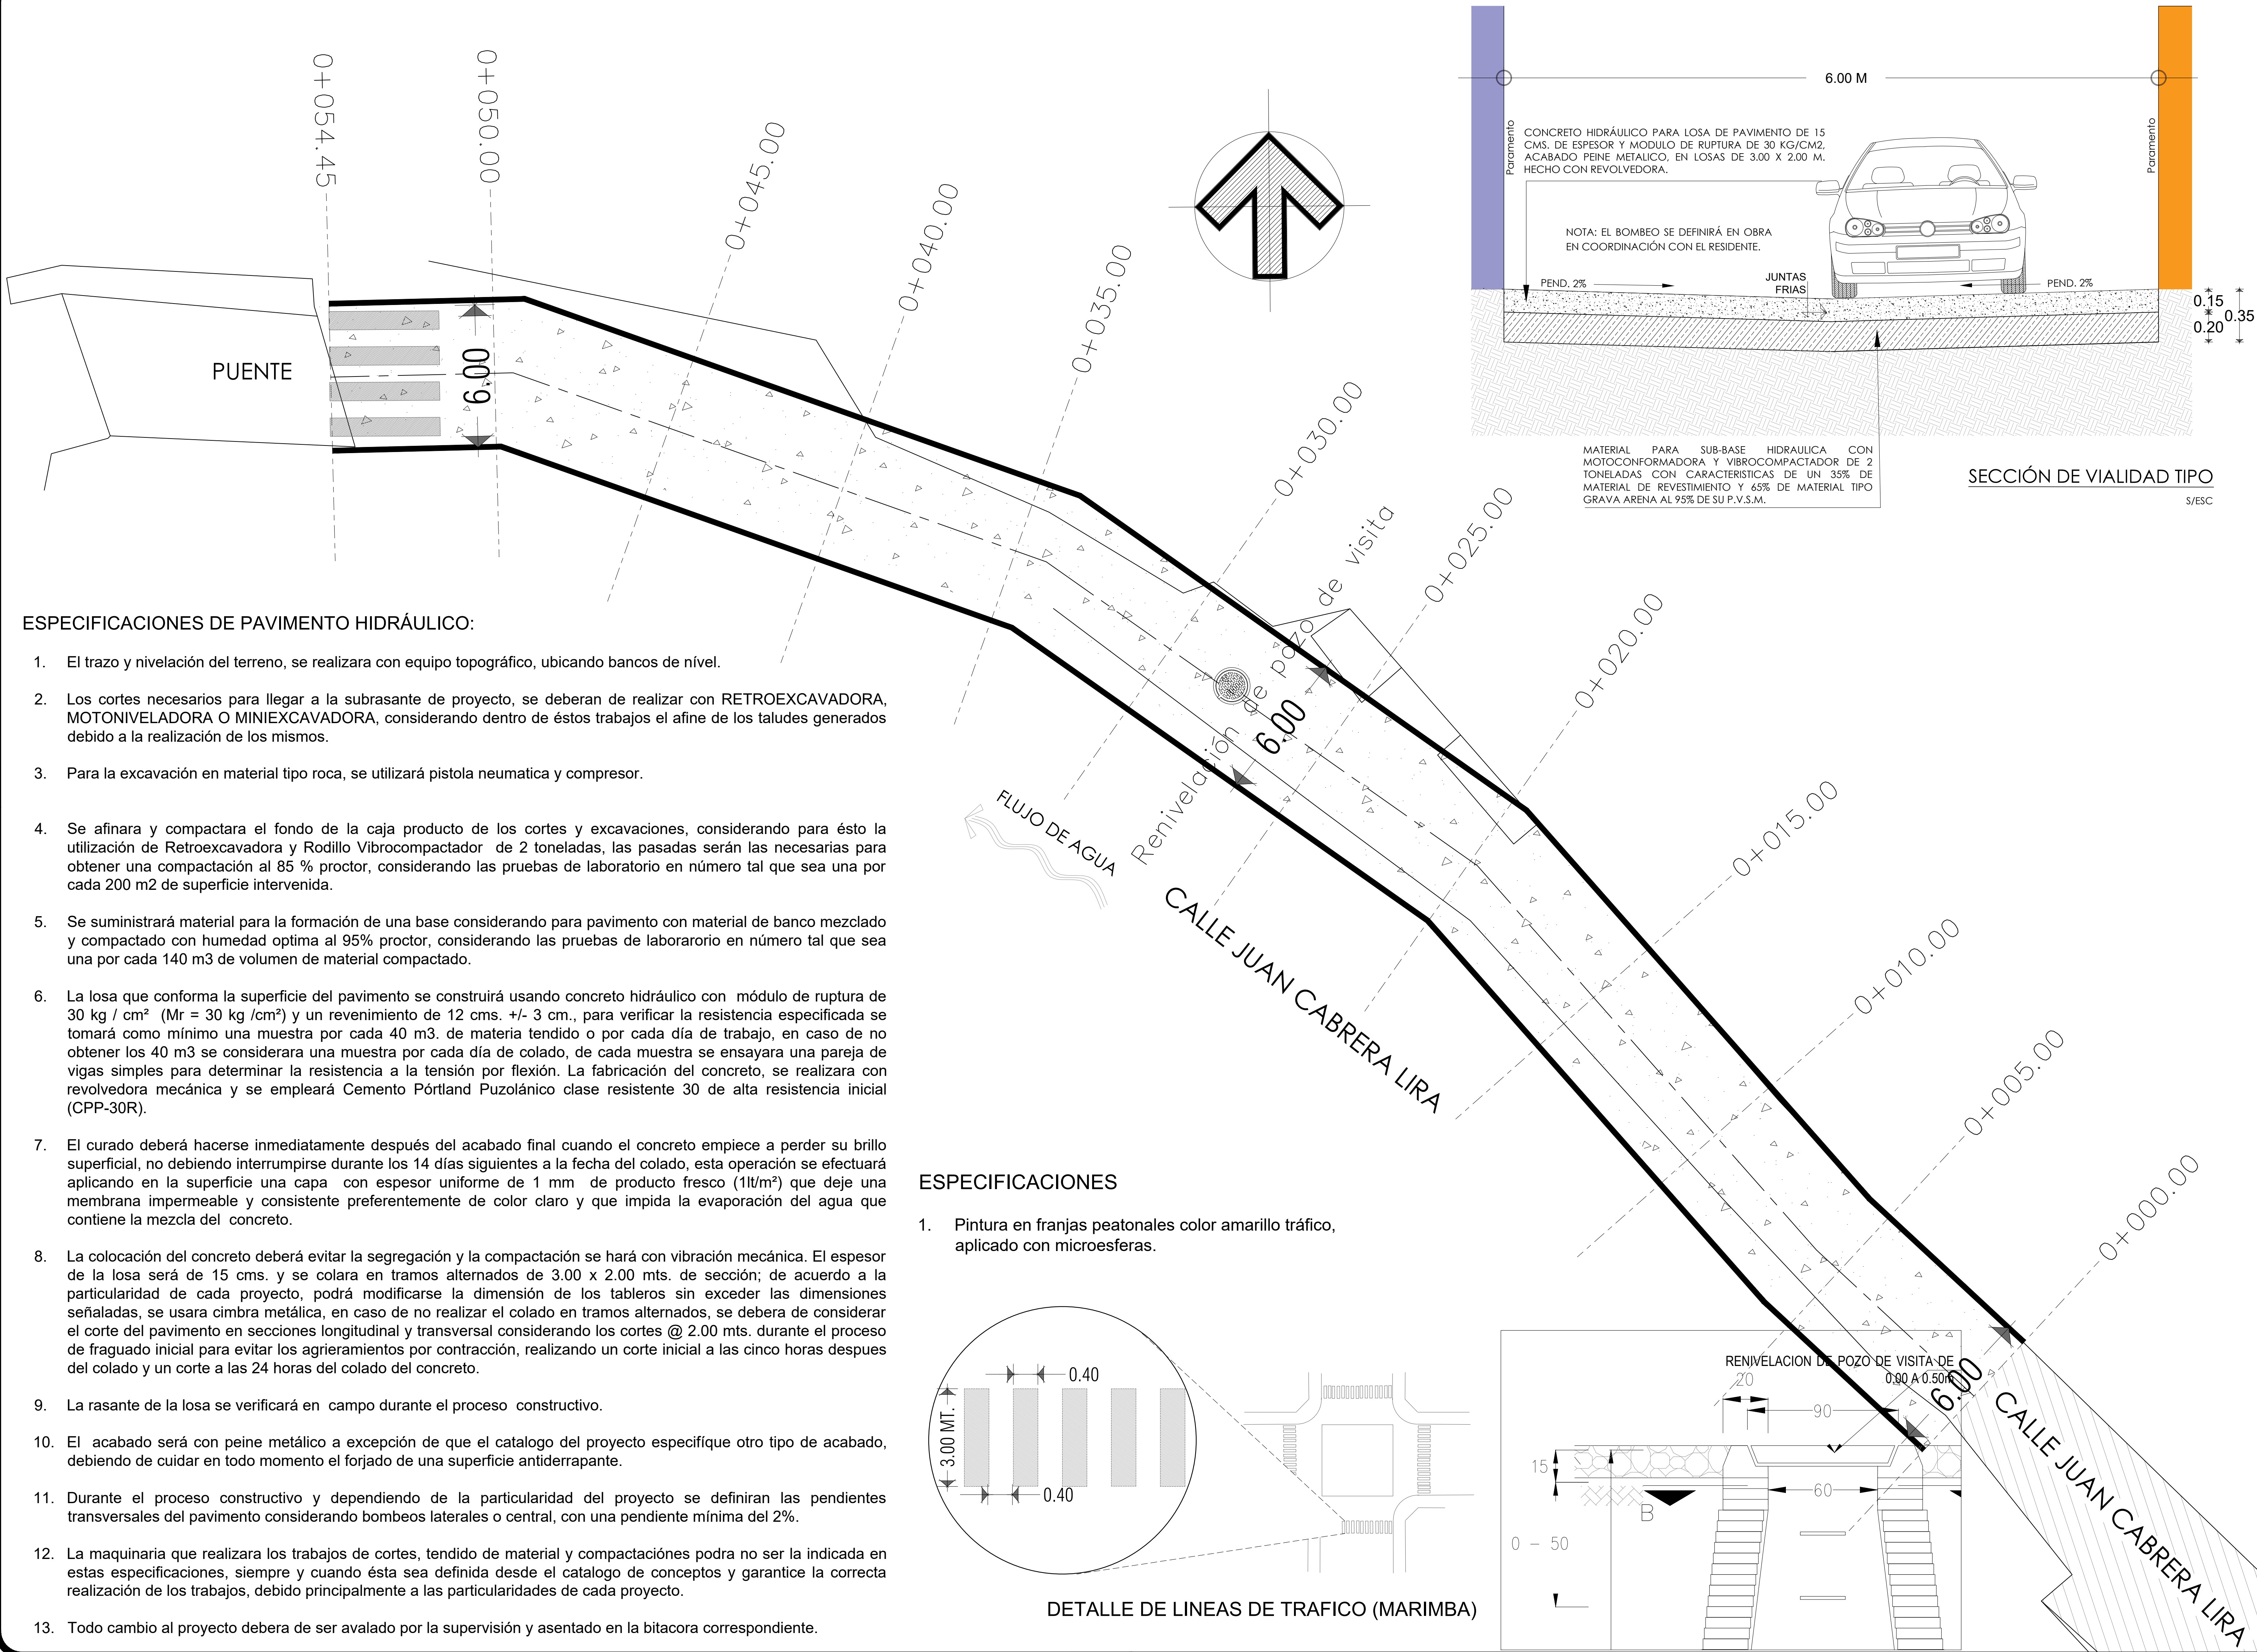 0+054.45
0+050.00
0+045.00
0+040.00
0+035.00
0+030.00
0+025.00
0+020.00
0+015.00
0+010.00
0+005.00
0+000.00
PUENTE
6.00
Renivelación de pozo de visita
6.00
FLUJO DE AGUA
CALLE JUAN CABRERA LIRA
6.00
CALLE JUAN CABRERA LIRA
6.00 M
Paramento
Paramento
CONCRETO HIDRÁULICO PARA LOSA DE PAVIMENTO DE 15
CMS. DE ESPESOR Y MODULO DE RUPTURA DE 30 KG/CM2,
ACABADO PEINE METALICO, EN LOSAS DE 3.00 X 2.00 M.
HECHO CON REVOLVEDORA.
NOTA: EL BOMBEO SE DEFINIRÁ EN OBRA
EN COORDINACIÓN CON EL RESIDENTE.
JUNTAS
FRIAS
PEND. 2%
PEND. 2%
0.15
0.20
0.35
MATERIAL PARA SUB-BASE HIDRAULICA CON
MOTOCONFORMADORA Y VIBROCOMPACTADOR DE 2
TONELADAS CON CARACTERISTICAS DE UN 35% DE
MATERIAL DE REVESTIMIENTO Y 65% DE MATERIAL TIPO
GRAVA ARENA AL 95% DE SU P.V.S.M.
SECCIÓN DE VIALIDAD TIPO
S/ESC
ESPECIFICACIONES DE PAVIMENTO HIDRÁULICO:
1. El trazo y nivelación del terreno, se realizara con equipo topográfico, ubicando bancos de nível.
2. Los cortes necesarios para llegar a la subrasante de proyecto, se deberan de realizar con RETROEXCAVADORA,
MOTONIVELADORA O MINIEXCAVADORA, considerando dentro de éstos trabajos el afine de los taludes generados
debido a la realización de los mismos.
3. Para la excavación en material tipo roca, se utilizará pistola neumatica y compresor.
4. Se afinara y compactara el fondo de la caja producto de los cortes y excavaciones, considerando para ésto la
utilización de Retroexcavadora y Rodillo Vibrocompactador de 2 toneladas, las pasadas serán las necesarias para
obtener una compactación al 85 % proctor, considerando las pruebas de laboratorio en número tal que sea una por
cada 200 m2 de superficie intervenida.
5. Se suministrará material para la formación de una base considerando para pavimento con material de banco mezclado
y compactado con humedad optima al 95% proctor, considerando las pruebas de laborarorio en número tal que sea
una por cada 140 m3 de volumen de material compactado.
6. La losa que conforma la superficie del pavimento se construirá usando concreto hidráulico con módulo de ruptura de
30 kg / cm² (Mr = 30 kg /cm²) y un revenimiento de 12 cms. +/- 3 cm., para verificar la resistencia especificada se
tomará como mínimo una muestra por cada 40 m3. de materia tendido o por cada día de trabajo, en caso de no
obtener los 40 m3 se considerara una muestra por cada día de colado, de cada muestra se ensayara una pareja de
vigas simples para determinar la resistencia a la tensión por flexión. La fabricación del concreto, se realizara con
revolvedora mecánica y se empleará Cemento Pórtland Puzolánico clase resistente 30 de alta resistencia inicial
(CPP-30R).
7. El curado deberá hacerse inmediatamente después del acabado final cuando el concreto empiece a perder su brillo
superficial, no debiendo interrumpirse durante los 14 días siguientes a la fecha del colado, esta operación se efectuará
aplicando en la superficie una capa con espesor uniforme de 1 mm de producto fresco (1lt/m²) que deje una
membrana impermeable y consistente preferentemente de color claro y que impida la evaporación del agua que
contiene la mezcla del concreto.
8. La colocación del concreto deberá evitar la segregación y la compactación se hará con vibración mecánica. El espesor
de la losa será de 15 cms. y se colara en tramos alternados de 3.00 x 2.00 mts. de sección; de acuerdo a la
particularidad de cada proyecto, podrá modificarse la dimensión de los tableros sin exceder las dimensiones
señaladas, se usara cimbra metálica, en caso de no realizar el colado en tramos alternados, se debera de considerar
el corte del pavimento en secciones longitudinal y transversal considerando los cortes @ 2.00 mts. durante el proceso
de fraguado inicial para evitar los agrieramientos por contracción, realizando un corte inicial a las cinco horas despues
del colado y un corte a las 24 horas del colado del concreto.
9. La rasante de la losa se verificará en campo durante el proceso constructivo.
10. El acabado será con peine metálico a excepción de que el catalogo del proyecto especifíque otro tipo de acabado,
debiendo de cuidar en todo momento el forjado de una superficie antiderrapante.
11. Durante el proceso constructivo y dependiendo de la particularidad del proyecto se definiran las pendientes
transversales del pavimento considerando bombeos laterales o central, con una pendiente mínima del 2%.
12. La maquinaria que realizara los trabajos de cortes, tendido de material y compactaciónes podra no ser la indicada en
estas especificaciones, siempre y cuando ésta sea definida desde el catalogo de conceptos y garantice la correcta
realización de los trabajos, debido principalmente a las particularidades de cada proyecto.
13. Todo cambio al proyecto debera de ser avalado por la supervisión y asentado en la bitacora correspondiente.
ESPECIFICACIONES
1. Pintura en franjas peatonales color amarillo tráfico,
aplicado con microesferas.
0.40
3.00 MT.
0.40
DETALLE DE LINEAS DE TRAFICO (MARIMBA)
RENIVELACION DE POZO DE VISITA DE
0.00 A 0.50m
20
90
15
60
B
0 - 50